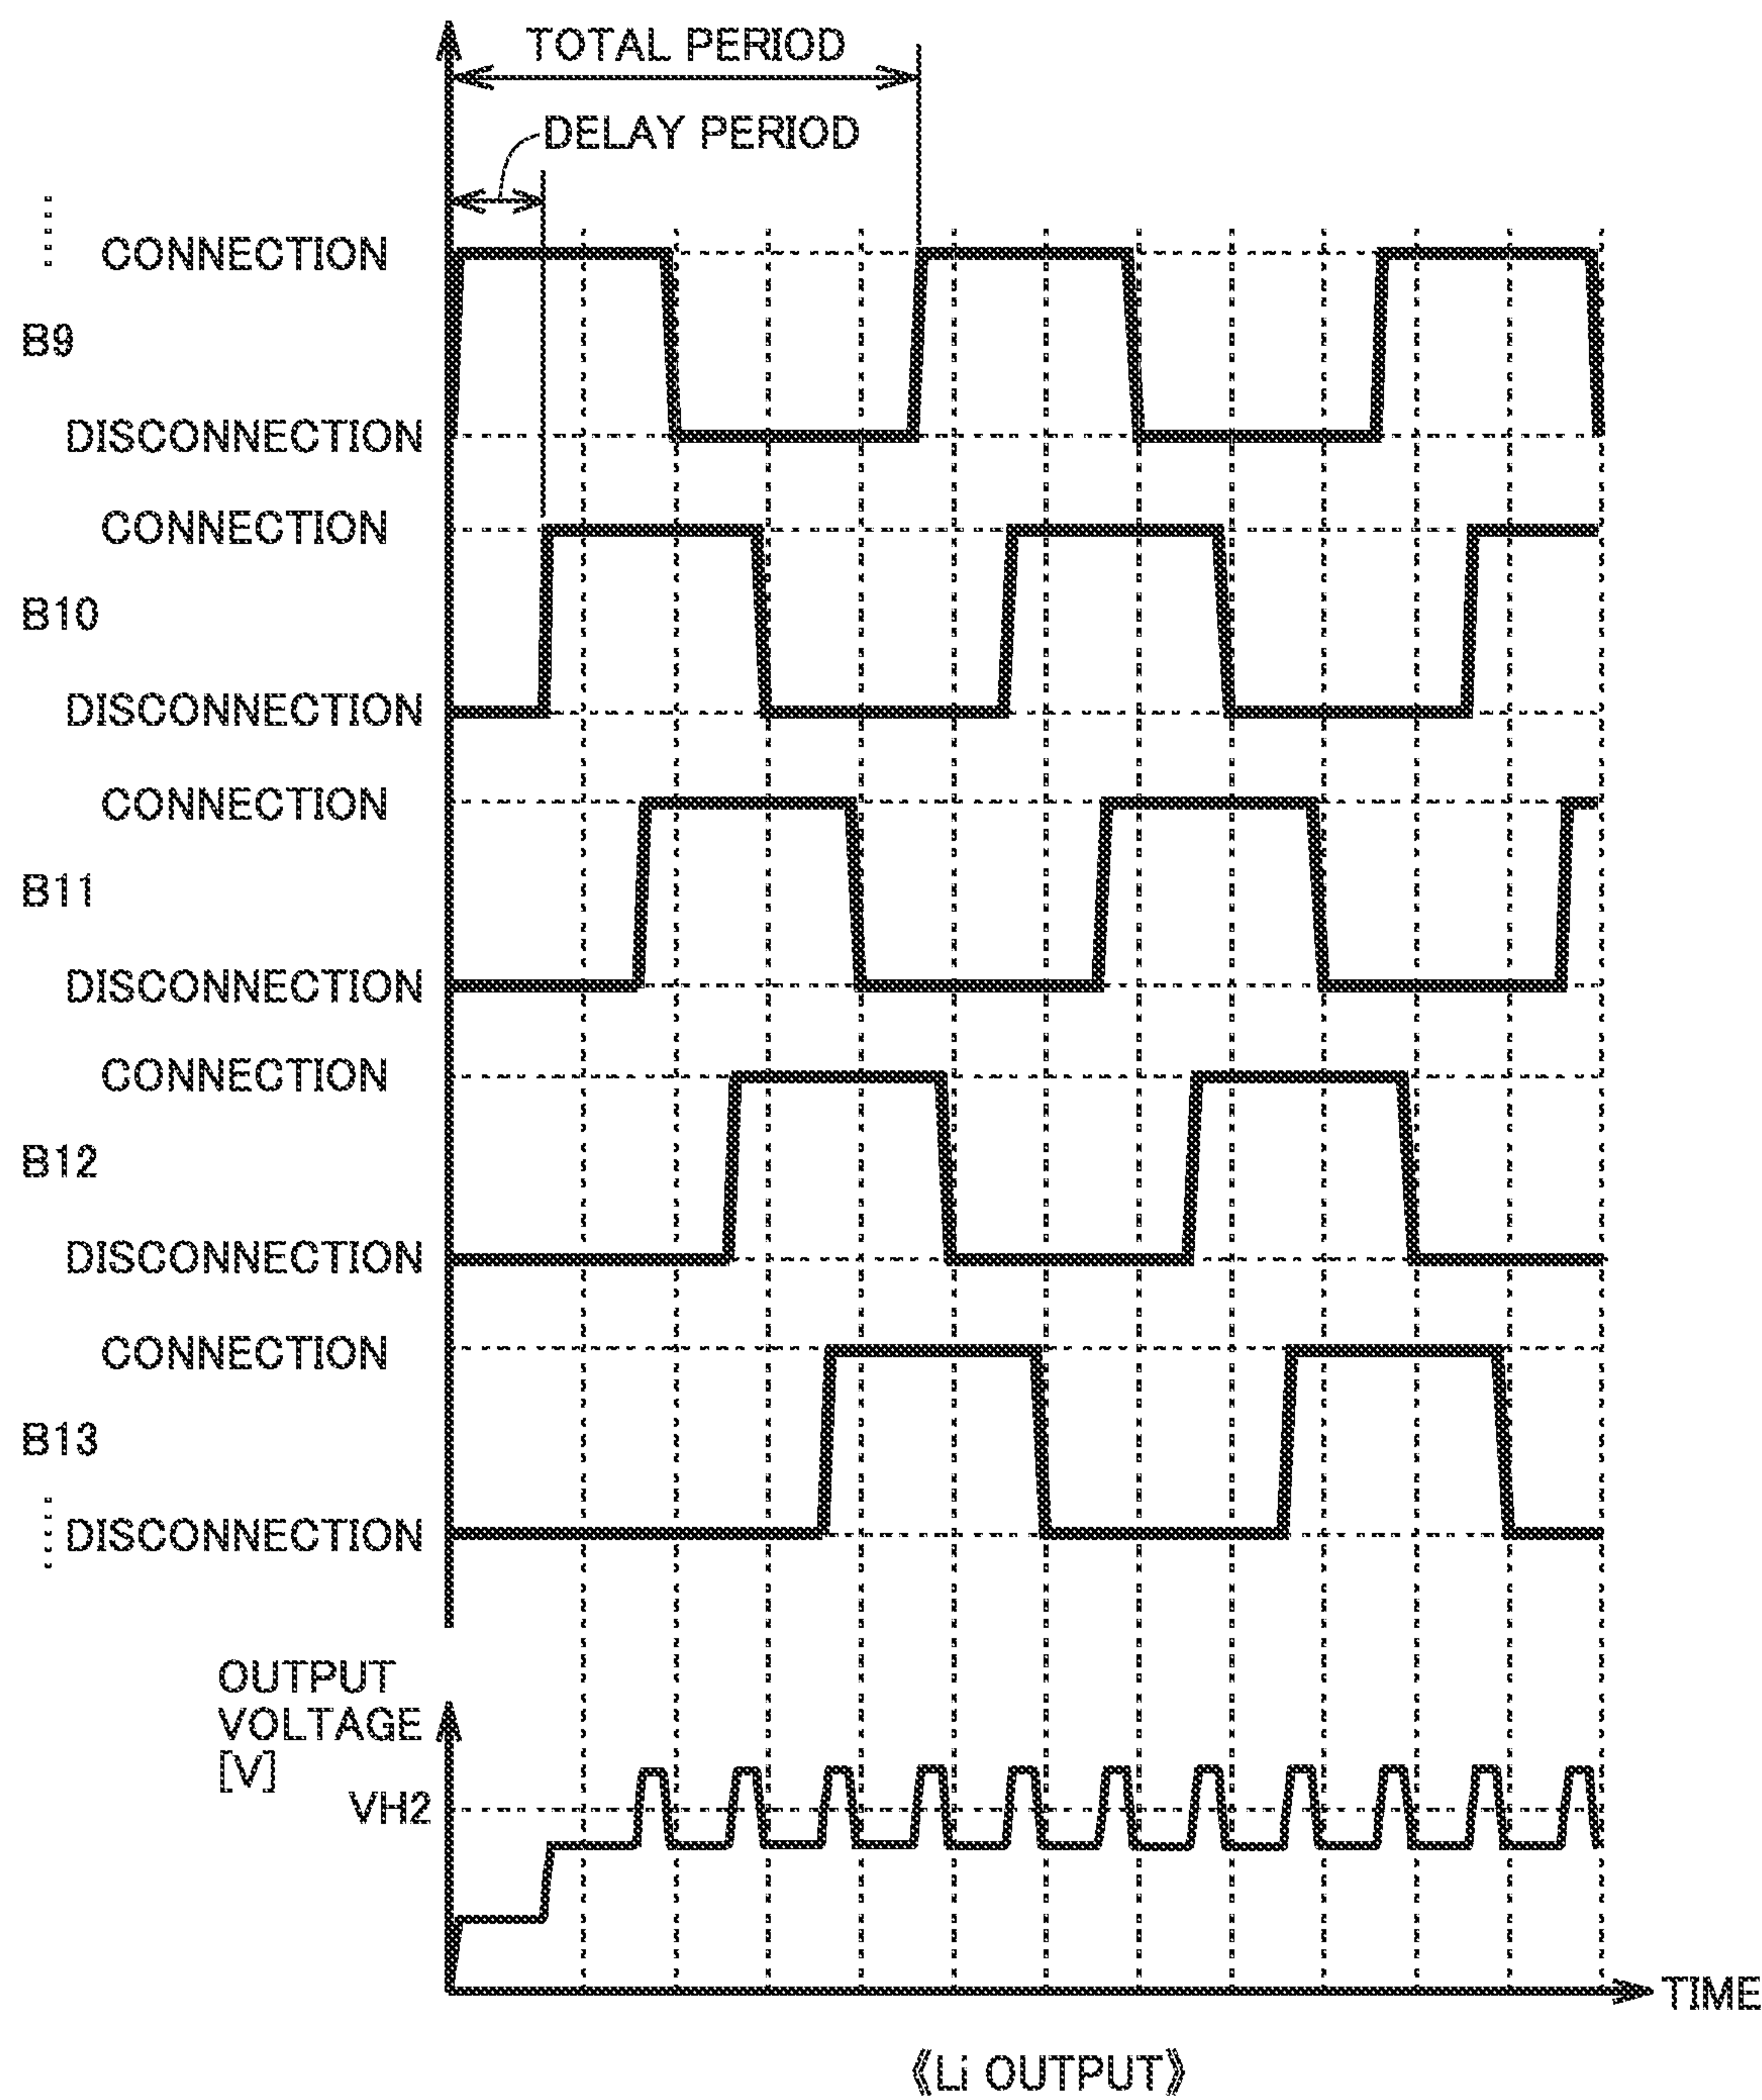 TOTAL PERIOD
DELAY PERIOD
CONNECTION
B9
DISCONNECTION
CONNECTION
B10
DISCONNECTION
CONNECTION
B11
DISCONNECTION
CONNECTION
B12
DISCONNECTION
CONNECTION
B13
DISCONNECTION
OUTPUT
VOLTAGE
[V]
VH2
TIME
《Li OUTPUT》